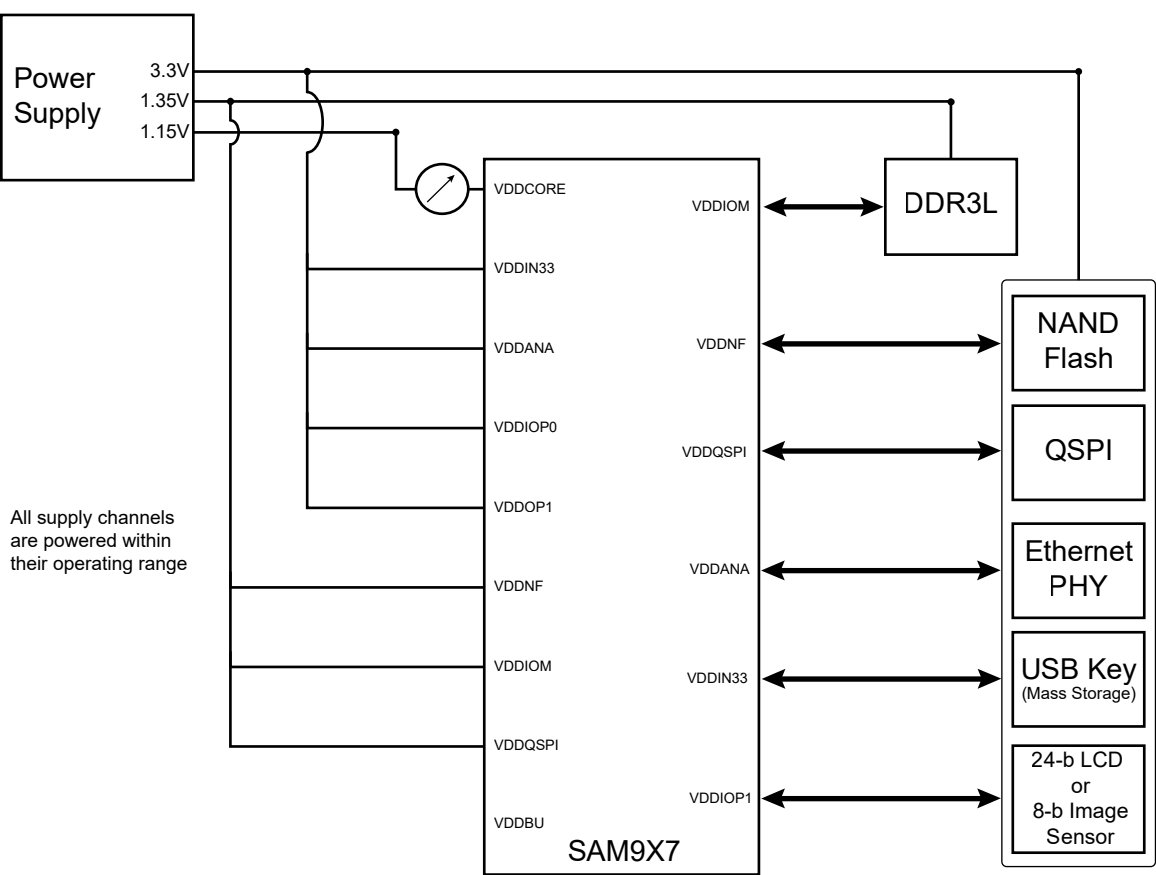 Power
Supply
3.3V
1.35V
1.15V
VDDCORE
VDDIN33
VDDANA
VDDIOP0
VDDOP1
VDDNF
VDDIOM
VDDQSPI
VDDBU
SAM9X7
VDDIOM
VDDNF
VDDQSPI
VDDANA
VDDIN33
VDDIOP1
DDR3L
NAND
Flash
QSPI
Ethernet
PHY
USB Key
(Mass Storage)
24-b LCD
or
8-b Image
Sensor
All supply channels
are powered within
their operating range